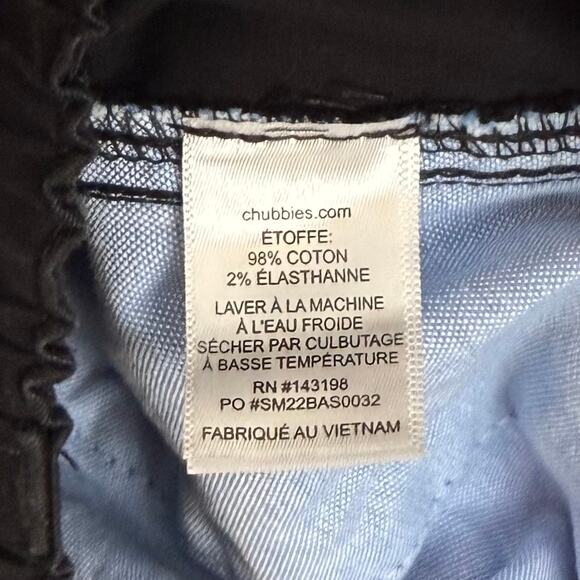 chubbies.com
ÉTOFFE:
98% COTON
2% ÉLASTHANNE
LAVER À LA MACHINE
À L'EAU FROIDE
SÉCHER PAR CULBUTAGE
À BASSE TEMPÉRATURE
RN #143198
PO #SM22BAS0032
FABRIQUÉ AU VIETNAM